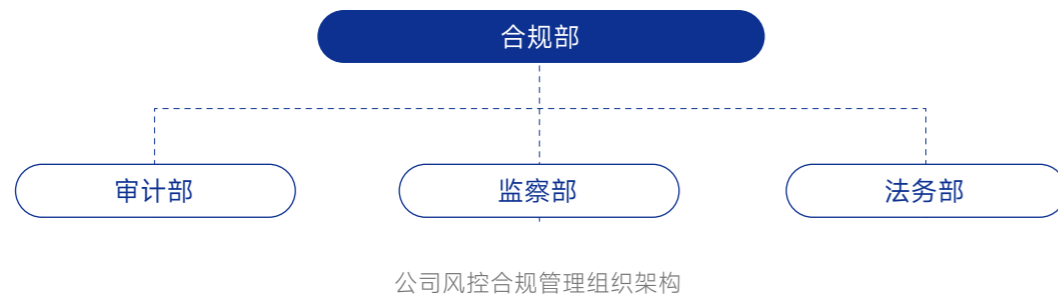 合规部
审计部
监察部
法务部
公司风控合规管理组织架构